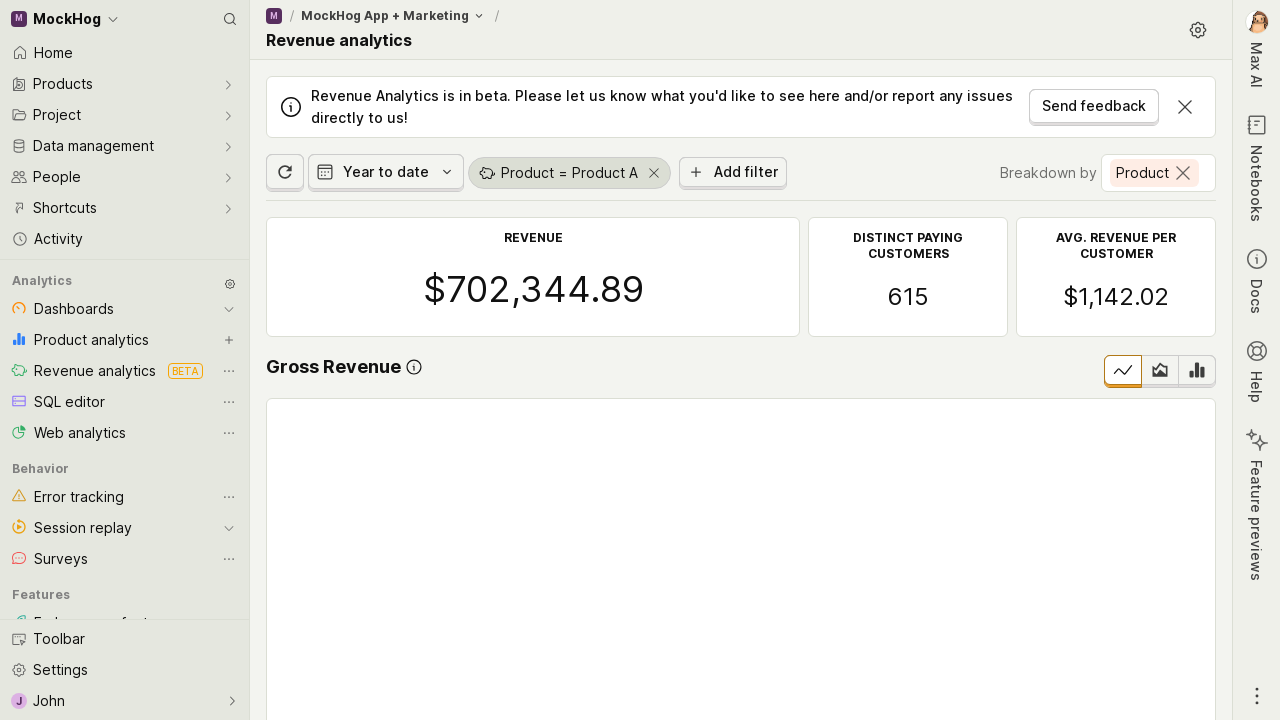 M MockHog
Home
Products
Project
Data management
People
Shortcuts
Activity
Analytics
Dashboards
Product analytics
Revenue analytics BETA
SQL editor
Web analytics
Behavior
Error tracking
Session replay
Surveys
Features
Toolbar
Settings
J John
M / MockHog App + Marketing /
Revenue analytics
Revenue Analytics is in beta. Please let us know what you'd like to see here and/or report any issues
directly to us!
Send feedback
Year to date
Product = Product A
Add filter
Breakdown by
Product
REVENUE
$702,344.89
DISTINCT PAYING
CUSTOMERS
615
AVG. REVENUE PER
CUSTOMER
$1,142.02
Gross Revenue
Max AI
Notebooks
Docs
Help
Feature previews